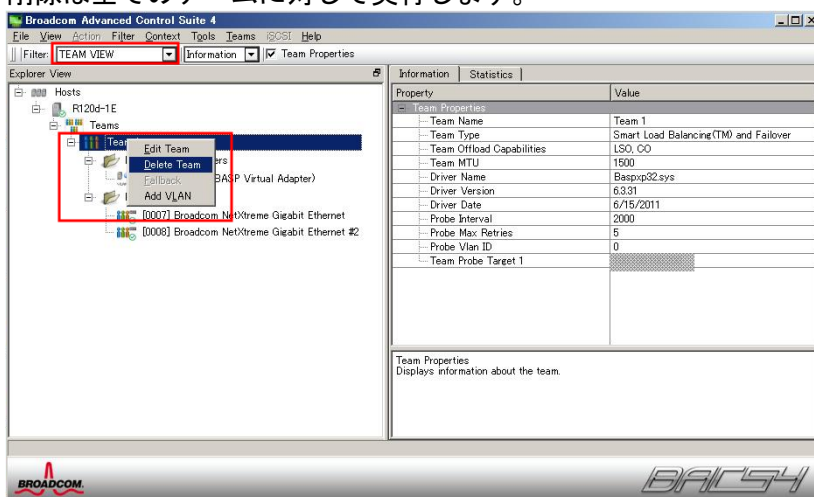 削除は全てのチームに対して実行します。
Broadcom Advanced Control Suite 4
File View Action Filter Context Tools Teams iSCSI Help
Filter: TEAM VIEW Information Team Properties
Explorer View
Hosts
R120d-1E
Teams
Edit Team
Delete Team
Fallback
Add VLAN
ers
BASP Virtual Adapter)
[0007] Broadcom NetXtreme Gigabit Ethernet
[0008] Broadcom NetXtreme Gigabit Ethernet #2
Information Statistics
Property Value
Team Properties
Team Name Team 1
Team Type Smart Load Balancing(TM) and Failover
Team Offload Capabilities LSO, CO
Team MTU 1500
Driver Name Baspxp32.sys
Driver Version 6.3.31
Driver Date 6/15/2011
Probe Interval 2000
Probe Max Retries 5
Probe Vlan ID 0
Team Probe Target 1
Team Properties
Displays information about the team.
BROADCOM.
BACS4